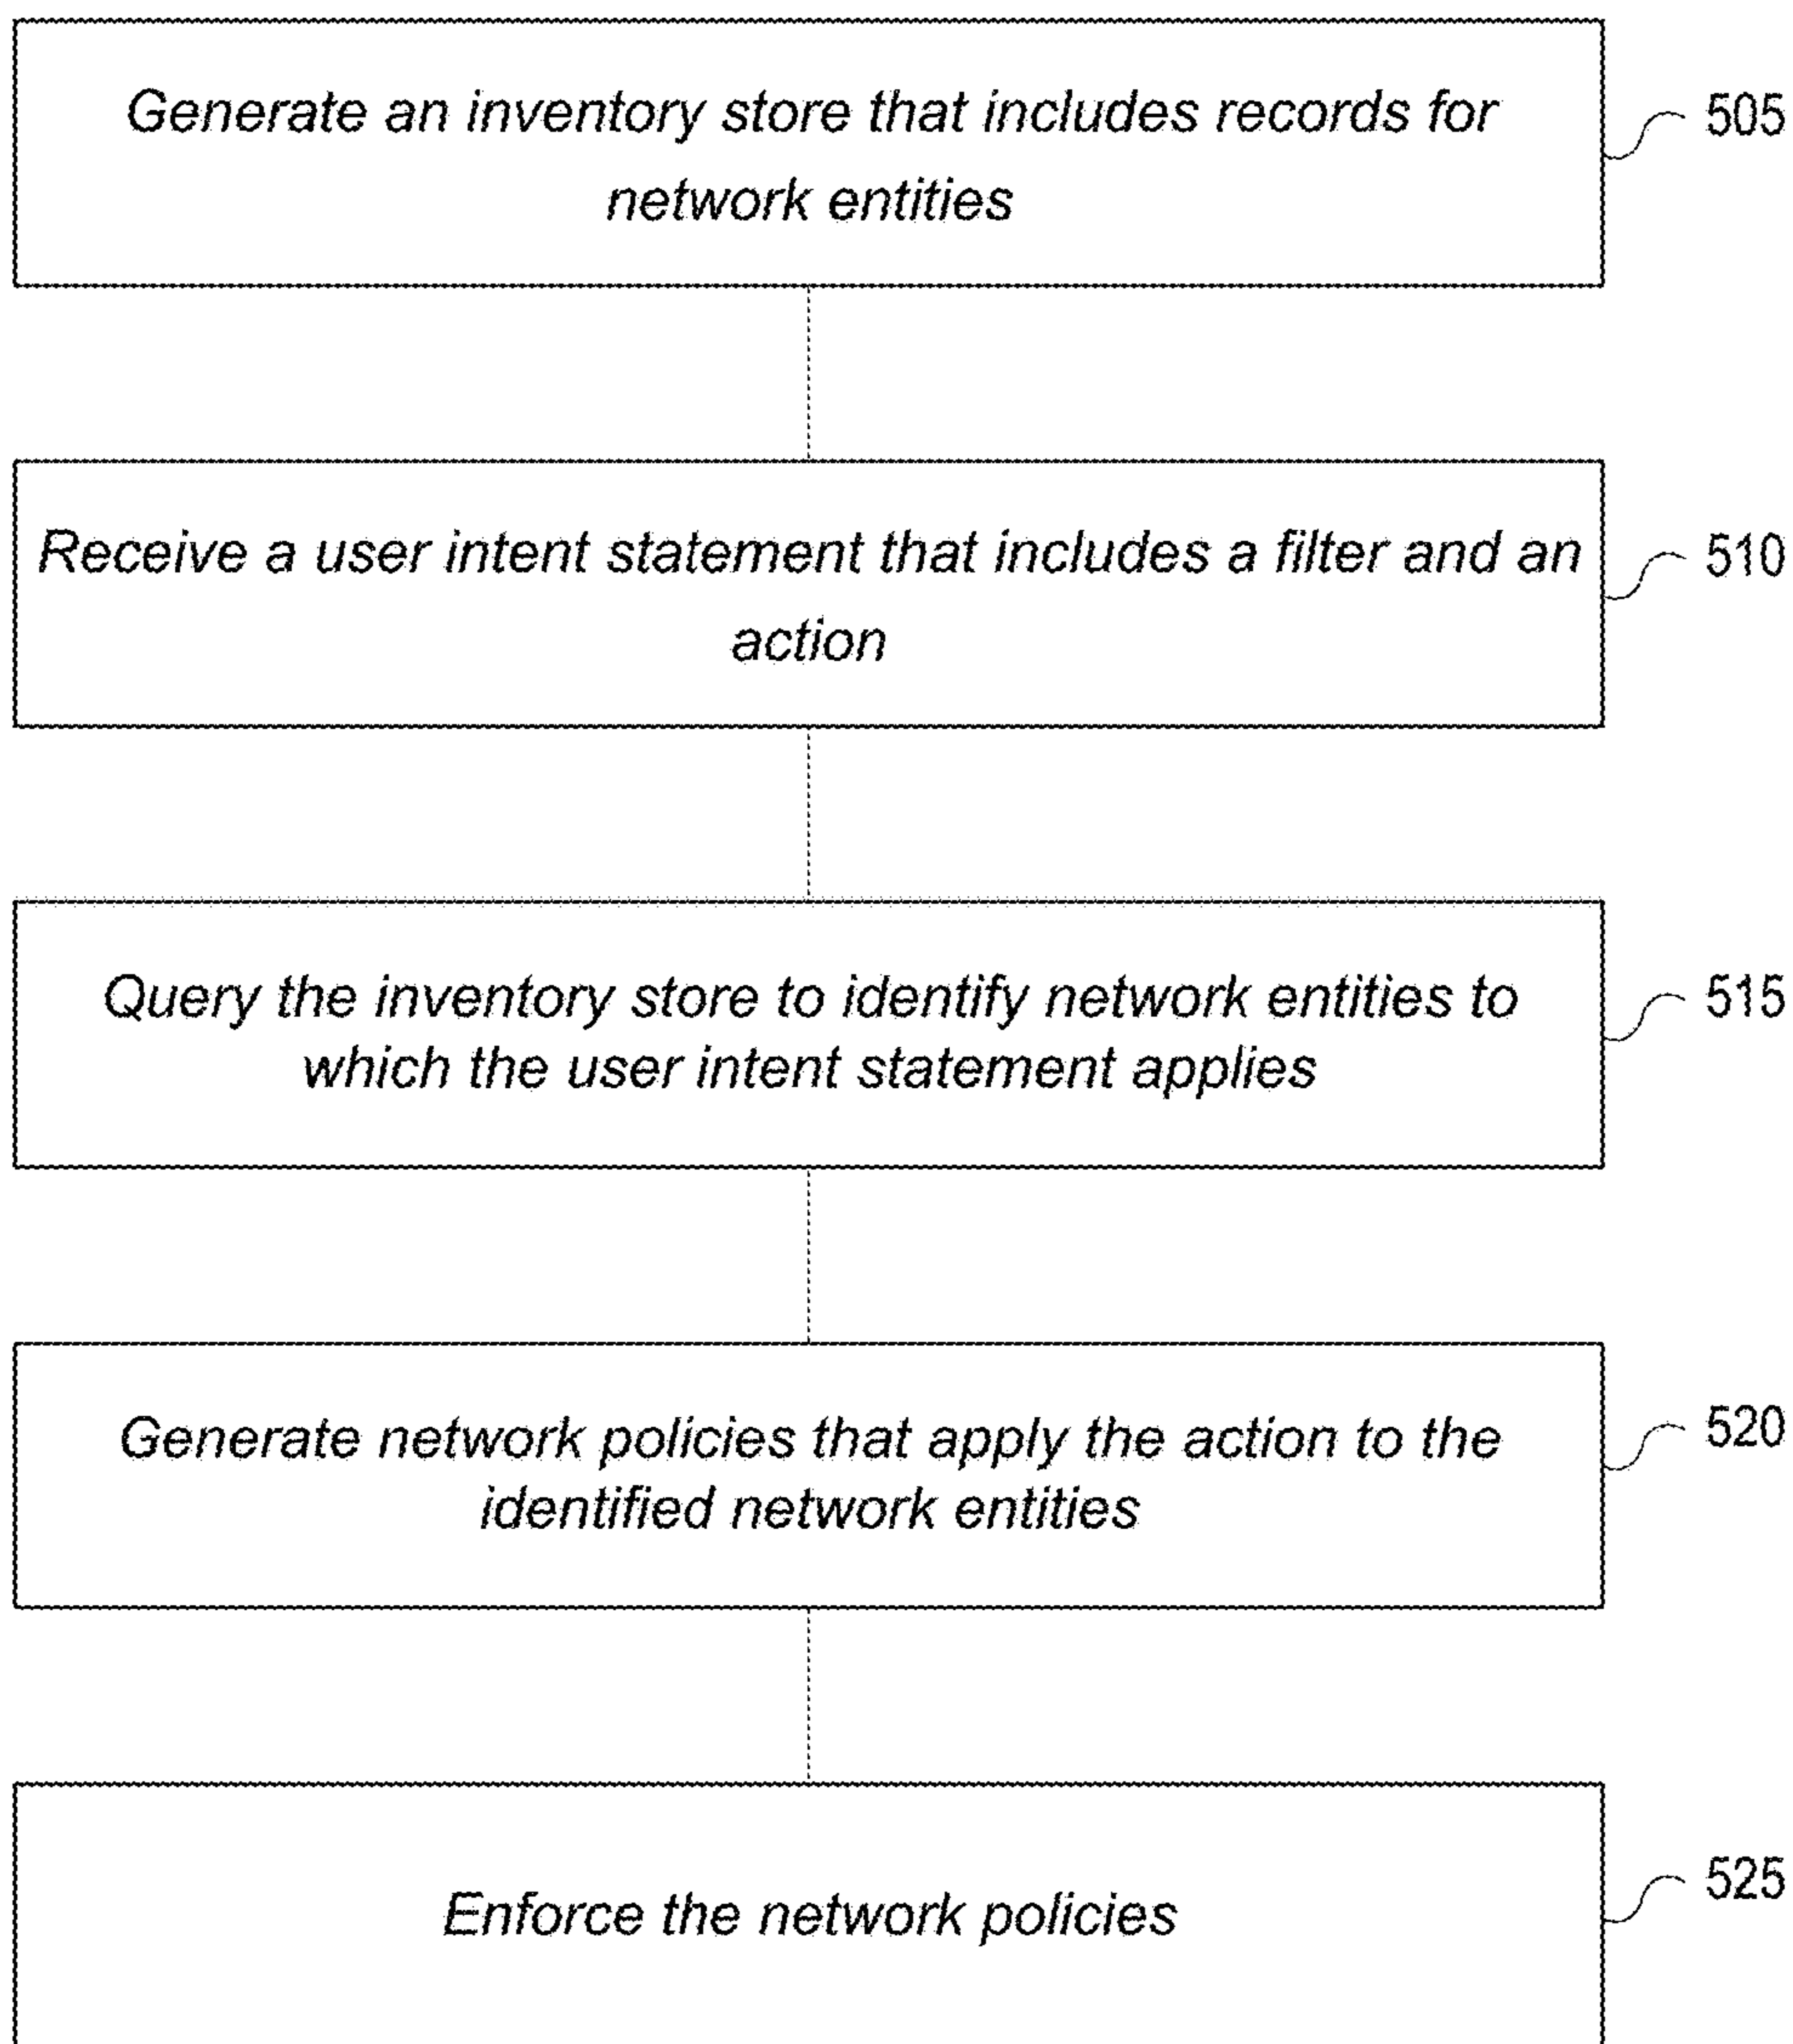 Generate an inventory store that includes records for
network entities
505
Receive a user intent statement that includes a filter and an
action
510
Query the inventory store to identify network entities to
which the user intent statement applies
515
Generate network policies that apply the action to the
identified network entities
520
Enforce the network policies
525